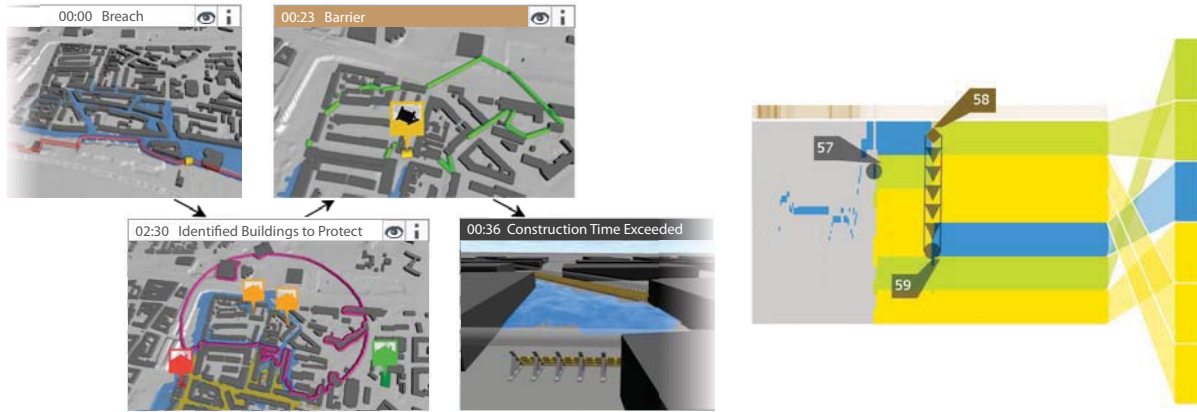 00:00 Breach
00:23 Barrier
02:30 Identified Buildings to Protect
00:36 Construction Time Exceeded
57
58
59